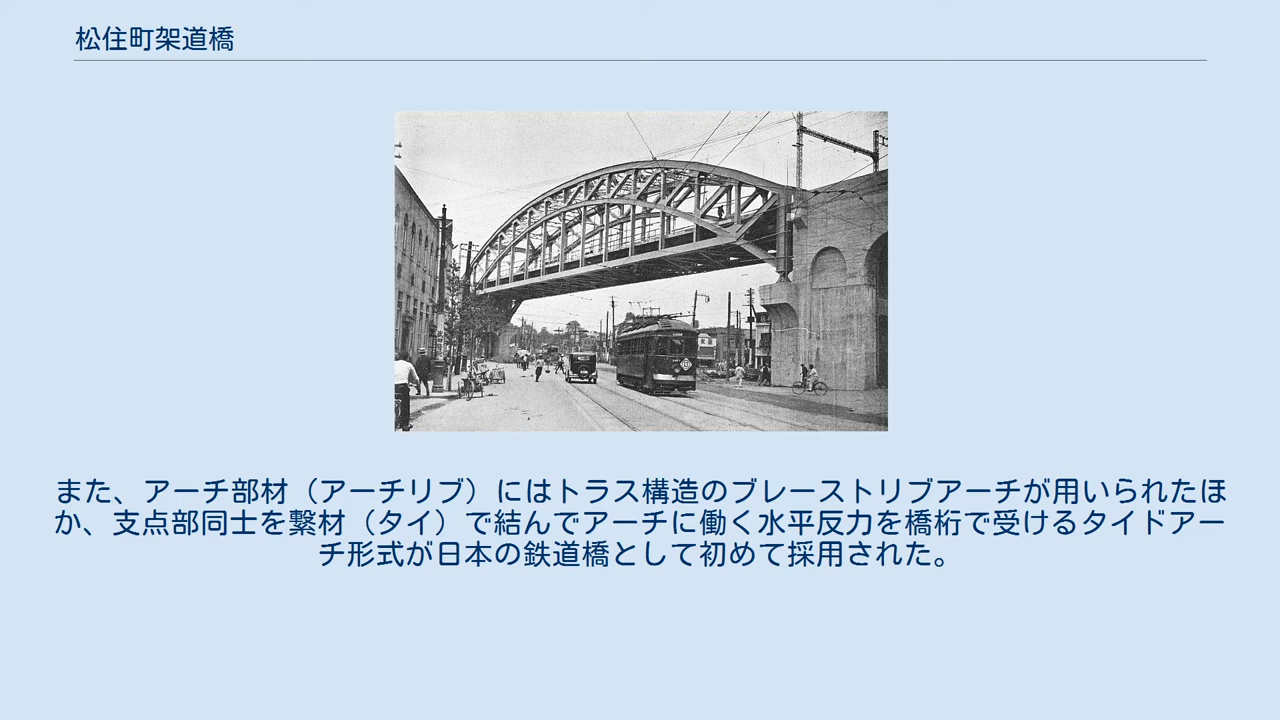 松住町架道橋
また、アーチ部材（アーチリブ）にはトラス構造のブレーストリブアーチが用いられたほ
か、支点部同士を繋材（タイ）で結んでアーチに働く水平反力を橋桁で受けるタイドアー
チ形式が日本の鉄道橋として初めて採用された。